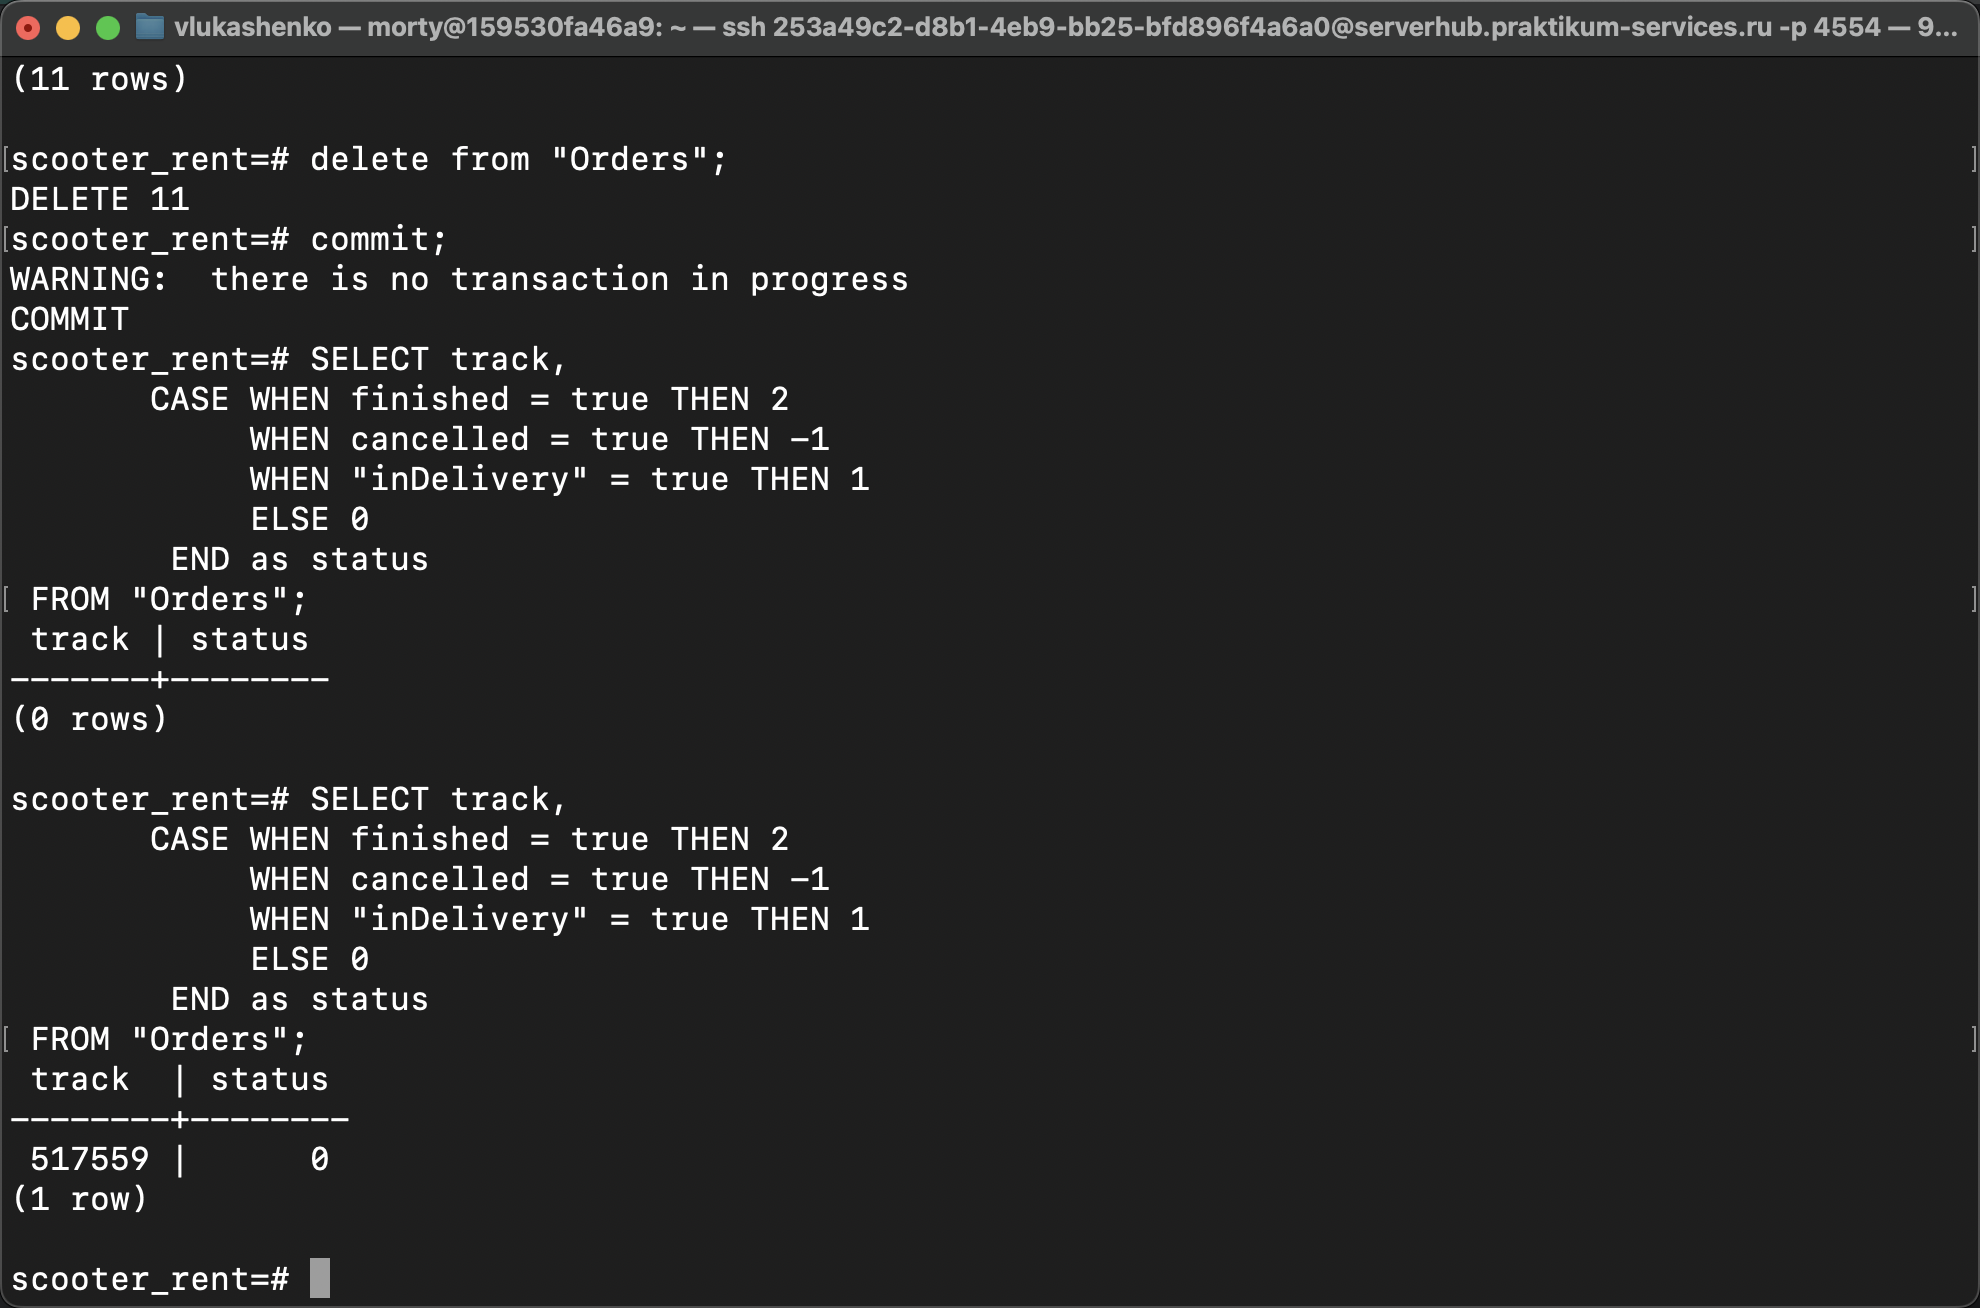 vlukashenko — morty@159530fa46a9: ~ — ssh 253a49c2-d8b1-4eb9-bb25-bfd896f4a6a0@serverhub.praktikum-services.ru -p 4554 — 9...
(11 rows)
[scooter_rent=# delete from "Orders"; ]
DELETE 11
[scooter_rent=# commit; ]
WARNING:  there is no transaction in progress
COMMIT
scooter_rent=# SELECT track,
       CASE WHEN finished = true THEN 2
            WHEN cancelled = true THEN -1
            WHEN "inDelivery" = true THEN 1
            ELSE 0
        END as status
[ FROM "Orders"; ]
 track | status
-------+--------
(0 rows)
scooter_rent=# SELECT track,
       CASE WHEN finished = true THEN 2
            WHEN cancelled = true THEN -1
            WHEN "inDelivery" = true THEN 1
            ELSE 0
        END as status
[ FROM "Orders"; ]
 track  | status
--------+--------
 517559 |      0
(1 row)
scooter_rent=#